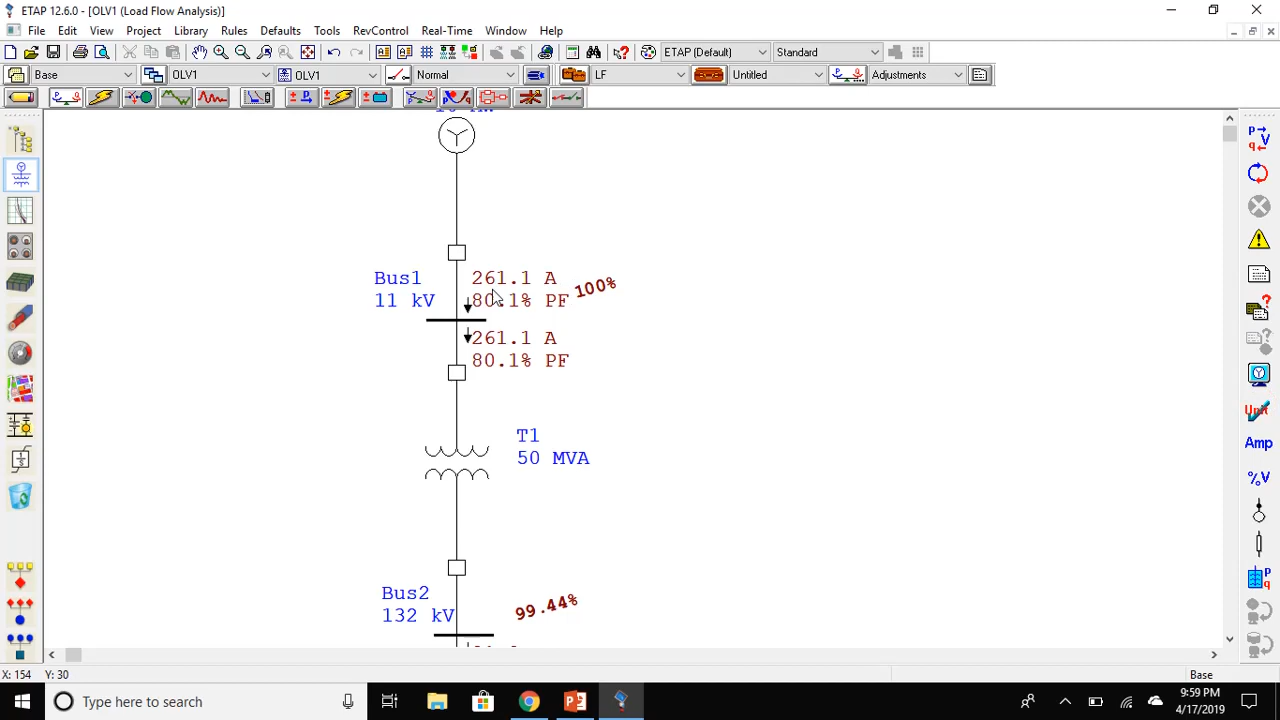 ETAP 12.6.0 - [OLV1 (Load Flow Analysis)]
File Edit View Project Library Rules Defaults Tools RevControl Real-Time Window Help
ETAP (Default) Standard
Base OLV1 OLV1 Normal LF Untitled Adjustments
Bus1
11 kV
261.1 A
80.1% PF
100%
261.1 A
80.1% PF
T1
50 MVA
Bus2
132 kV
99.44%
Unit
Amp
%V
X: 154 Y: 30
Base
Type here to search
9:59 PM
4/17/2019